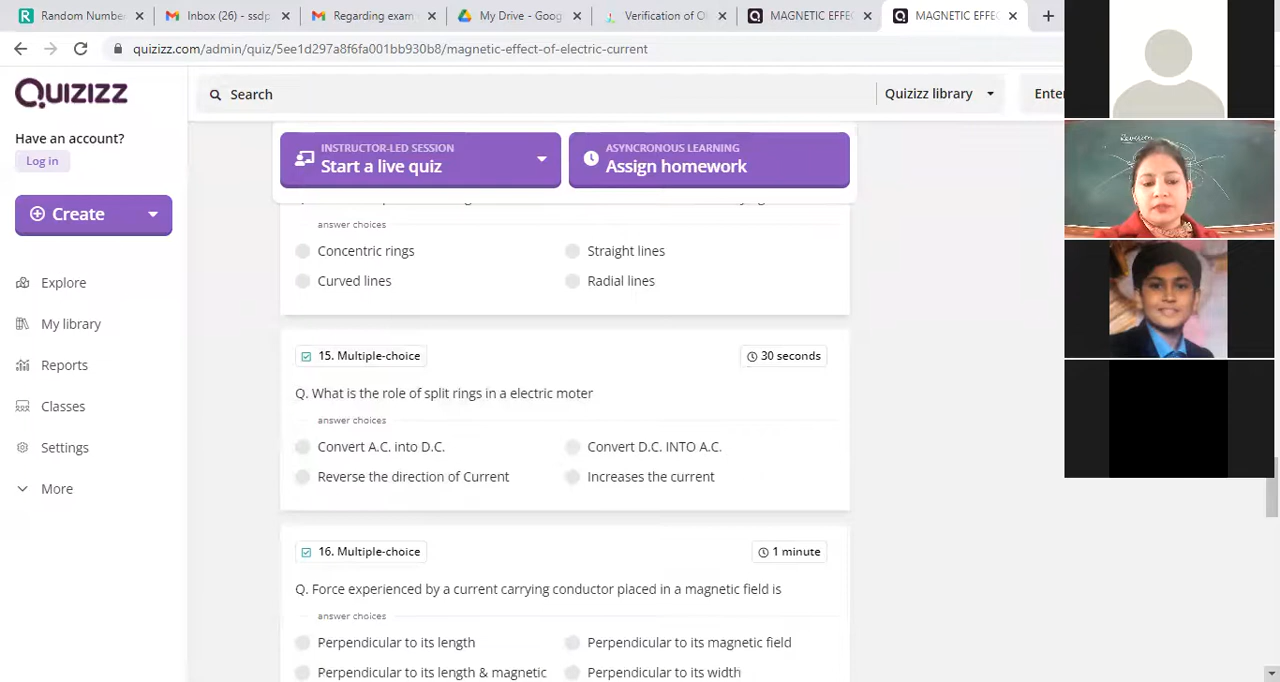 Random Number
Inbox (26) - ssdp
Regarding exam
My Drive - Goog
Verification of O
MAGNETIC EFFEC
MAGNETIC EFFEC
quizizz.com/admin/quiz/5ee1d297a8f6fa001bb930b8/magnetic-effect-of-electric-current
QUIZIZZ
Search
Quizizz library
Enter
Have an account?
Log in
Create
Explore
My library
Reports
Classes
Settings
More
INSTRUCTOR-LED SESSION
Start a live quiz
ASYNCRONOUS LEARNING
Assign homework
answer choices
Concentric rings
Straight lines
Curved lines
Radial lines
15. Multiple-choice
30 seconds
Q. What is the role of split rings in a electric moter
answer choices
Convert A.C. into D.C.
Convert D.C. INTO A.C.
Reverse the direction of Current
Increases the current
16. Multiple-choice
1 minute
Q. Force experienced by a current carrying conductor placed in a magnetic field is
answer choices
Perpendicular to its length
Perpendicular to its magnetic field
Perpendicular to its length & magnetic
Perpendicular to its width